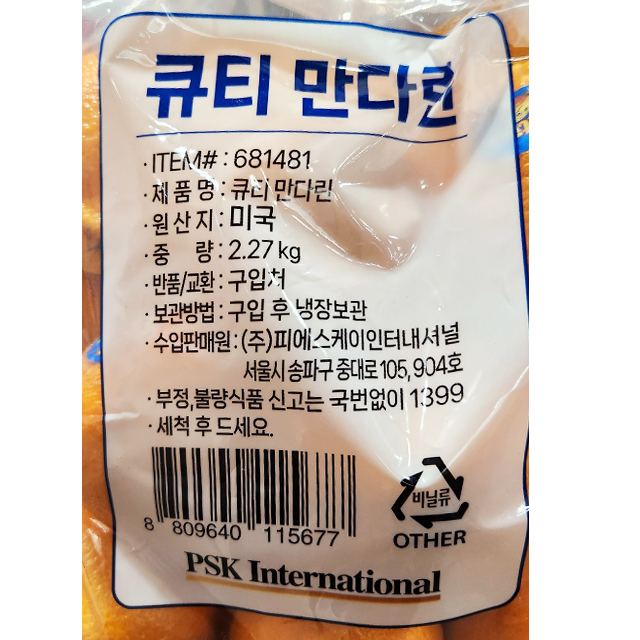 큐티 만다린
· ITEM# : 681481
· 제 품 명 : 큐티 만다린
· 원 산 지 : 미국
· 중 량 : 2.27 kg
· 반품/교환 : 구입처
· 보관방법 : 구입 후 냉장보관
· 수입판매원 : (주)피에스케이인터내셔널
서울시 송파구 중대로 105, 904호
· 부정,불량식품 신고는 국번없이 1399
· 세척 후 드세요.
8 809640 115677
비닐류
OTHER
PSK International